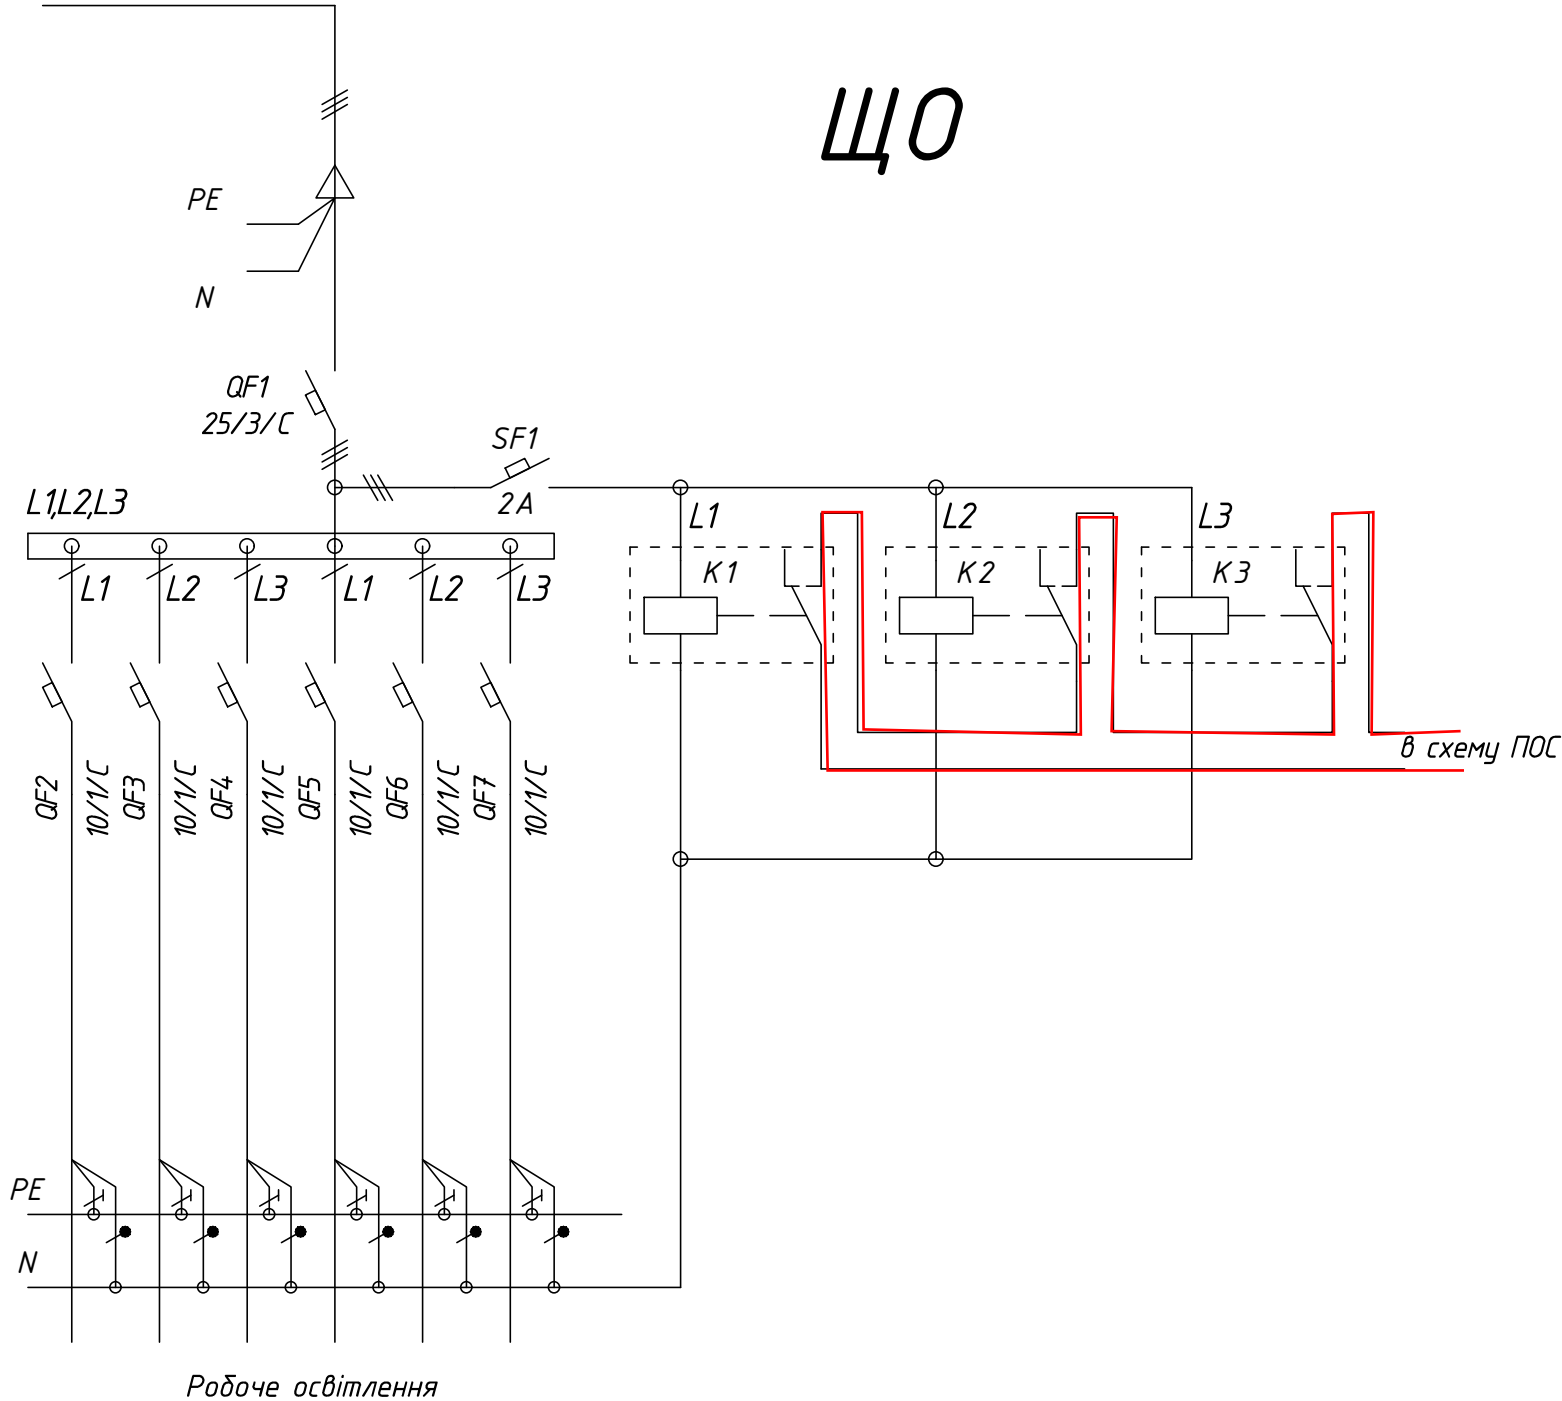 ЩО
PE
N
QF1
25/3/C
SF1
2A
L1,L2,L3
L1
L2
L3
K1
K2
K3
L1
L2
L3
L1
L2
L3
в схему ПОС
QF2
10/1/C
QF3
10/1/C
QF4
10/1/C
QF5
10/1/C
QF6
10/1/C
QF7
10/1/C
PE
N
Робоче освітлення